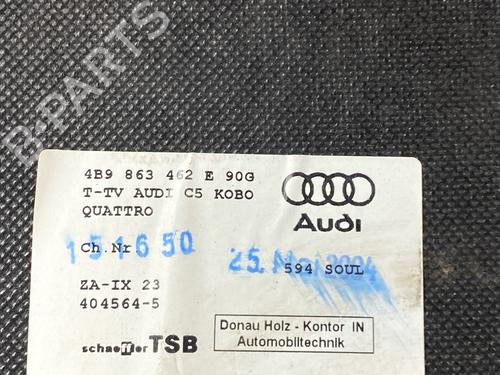 B-PARTS
4B9 863 462 E 90G
T-TV AUDI C5 KOBO
QUATTRO
Audi
Ch.Nr
151650
25. Mai 2004
594 SOUL
ZA-IX 23
404564-5
schaeffler TSB
Donau Holz - Kontor IN
Automobiltechnik